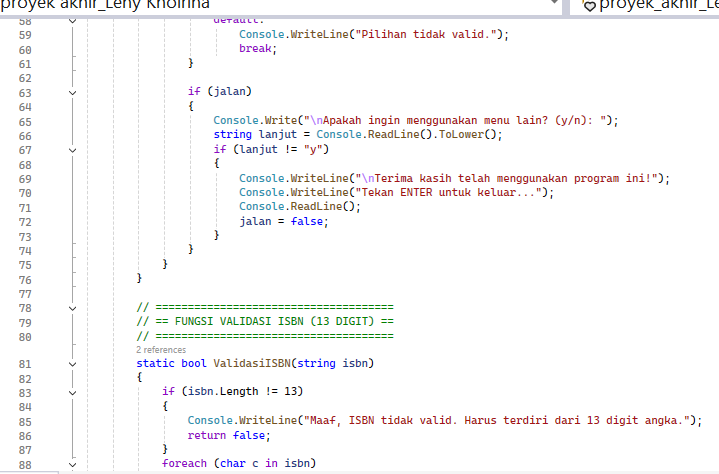 proyek akhir_Leny Khoirina
proyek_akhir_Le
58 default:
59 Console.WriteLine("Pilihan tidak valid.");
60 break;
61 }
62
63 if (jalan)
64 {
65 Console.Write("\nApakah ingin menggunakan menu lain? (y/n): ");
66 string lanjut = Console.ReadLine().ToLower();
67 if (lanjut != "y")
68 {
69 Console.WriteLine("\nTerima kasih telah menggunakan program ini!");
70 Console.WriteLine("Tekan ENTER untuk keluar...");
71 Console.ReadLine();
72 jalan = false;
73 }
74 }
75 }
76 }
77
78 // =====================================
79 // == FUNGSI VALIDASI ISBN (13 DIGIT) ==
80 // =====================================
2 references
81 static bool ValidasiISBN(string isbn)
82 {
83 if (isbn.Length != 13)
84 {
85 Console.WriteLine("Maaf, ISBN tidak valid. Harus terdiri dari 13 digit angka.");
86 return false;
87 }
88 foreach (char c in isbn)